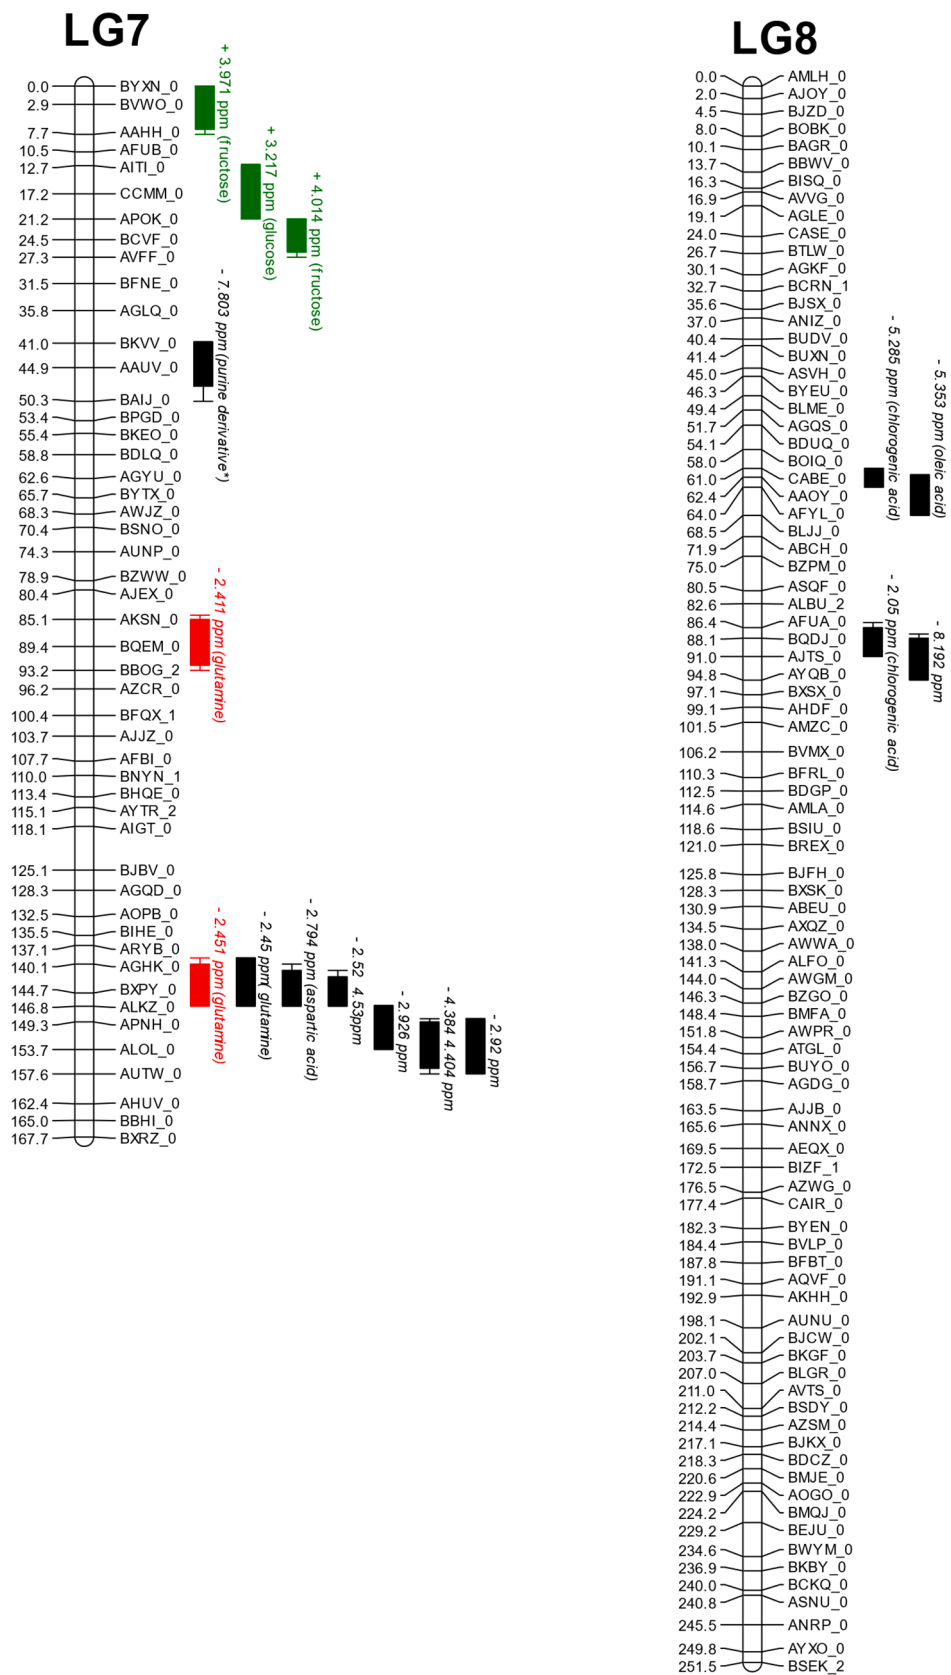 LG7
0.0 BYXN_0
2.9 BVWO_0
7.7 AAHH_0
10.5 AFUB_0
12.7 AITI_0
17.2 CCMM_0
21.2 APOK_0
24.5 BCVF_0
27.3 AVFF_0
31.5 BFNE_0
35.8 AGLQ_0
41.0 BKVV_0
44.9 AAUV_0
50.3 BAIJ_0
53.4 BPGD_0
55.4 BKEO_0
58.8 BDLQ_0
62.6 AGYU_0
65.7 BYTX_0
68.3 AWJZ_0
70.4 BSNO_0
74.3 AUNP_0
78.9 BZWW_0
80.4 AJEX_0
85.1 AKSN_0
89.4 BQEM_0
93.2 BBOG_2
96.2 AZCR_0
100.4 BFQX_1
103.7 AJJZ_0
107.7 AFBI_0
110.0 BNYN_1
113.4 BHQE_0
115.1 AYTR_2
118.1 AIGT_0
125.1 BJBV_0
128.3 AGQD_0
132.5 AOPB_0
135.5 BIHE_0
137.1 ARYB_0
140.1 AGHK_0
144.7 BXPY_0
146.8 ALKZ_0
149.3 APNH_0
153.7 ALOL_0
157.6 AUTW_0
162.4 AHUV_0
165.0 BBHI_0
167.7 BXRZ_0
+ 3.971 ppm (fructose)
+ 3.217 ppm (glucose)
+ 4.014 ppm (fructose)
- 7.803 ppm (purine derivative*)
- 2.411 ppm (glutamine)
- 2.451 ppm (glutamine)
- 2.45 ppm( glutamine)
- 2.794 ppm (aspartic acid)
- 2.52 4.53ppm
- 2.926 ppm
- 4.384 4.404 ppm
- 2.92 ppm
LG8
0.0 AMLH_0
2.0 AJOY_0
4.5 BJZD_0
8.0 BOBK_0
10.1 BAGR_0
13.7 BBWV_0
16.3 BISQ_0
16.9 AVVG_0
19.1 AGLE_0
24.0 CASE_0
26.7 BTLW_0
30.1 AGKF_0
32.7 BCRN_1
35.6 BJSX_0
37.0 ANIZ_0
40.4 BUDV_0
41.4 BUXN_0
45.0 ASVH_0
46.3 BYEU_0
49.4 BLME_0
51.7 AGQS_0
54.1 BDUQ_0
58.0 BOIQ_0
61.0 CABE_0
62.4 AAOY_0
64.0 AFYL_0
68.5 BLJJ_0
71.9 ABCH_0
75.0 BZPM_0
80.5 ASQF_0
82.6 ALBU_2
86.4 AFUA_0
88.1 BQDJ_0
91.0 AJTS_0
94.8 AYQB_0
97.1 BXSX_0
99.1 AHDF_0
101.5 AMZC_0
106.2 BVMX_0
110.3 BFRL_0
112.5 BDGP_0
114.6 AMLA_0
118.6 BSIU_0
121.0 BREX_0
125.8 BJFH_0
128.3 BXSK_0
130.9 ABEU_0
134.5 AXQZ_0
138.0 AWWA_0
141.3 ALFO_0
144.0 AWGM_0
146.3 BZGO_0
148.4 BMFA_0
151.8 AWPR_0
154.4 ATGL_0
156.7 BUYO_0
158.7 AGDG_0
163.5 AJJB_0
165.6 ANNX_0
169.5 AEQX_0
172.5 BIZF_1
176.5 AZWG_0
177.4 CAIR_0
182.3 BYEN_0
184.4 BVLP_0
187.8 BFBT_0
191.1 AQVF_0
192.9 AKHH_0
198.1 AUNU_0
202.1 BJCW_0
203.7 BKGF_0
207.0 BLGR_0
211.0 AVTS_0
212.2 BSDY_0
214.4 AZSM_0
217.1 BJKX_0
218.3 BDCZ_0
220.6 BMJE_0
222.9 AOGO_0
224.2 BMQJ_0
229.2 BEJU_0
234.6 BWYM_0
236.9 BKBY_0
240.0 BCKQ_0
240.8 ASNU_0
245.5 ANRP_0
249.8 AYXO_0
251.5 BSEK_2
- 5.285 ppm (chlorogenic acid)
- 5.353 ppm (oleic acid)
- 2.05 ppm (chlorogenic acid)
- 8.192 ppm